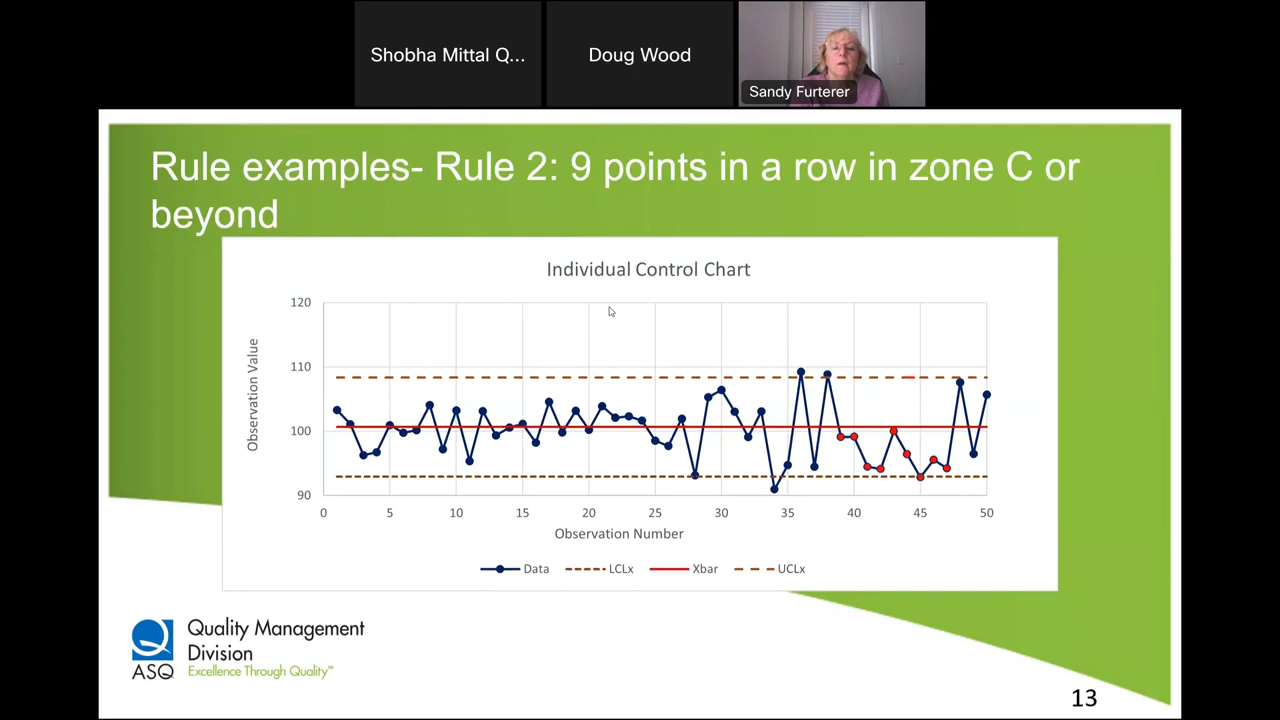 Shobha Mittal Q...
Doug Wood
Sandy Furterer
Rule examples- Rule 2: 9 points in a row in zone C or
beyond
Individual Control Chart
120
110
100
90
Observation Value
0 5 10 15 20 25 30 35 40 45 50
Observation Number
Data LCLx Xbar UCLx
Quality Management
Division
ASQ Excellence Through Quality™
13